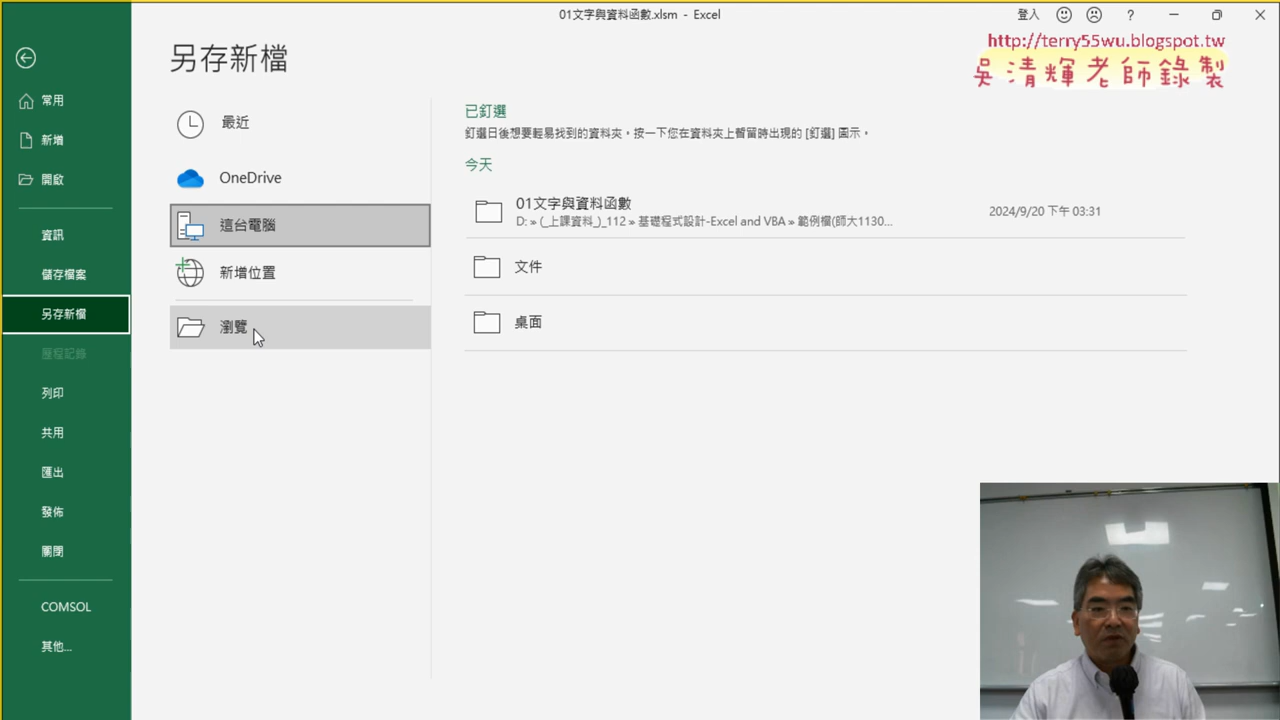 01文字與資料函數.xlsm - Excel
登入
?
http://terry55wu.blogspot.tw
吳清輝老師錄製
另存新檔
常用
新增
開啟
資訊
儲存檔案
另存新檔
歷程記錄
列印
共用
匯出
發佈
關閉
COMSOL
其他...
最近
OneDrive
這台電腦
新增位置
瀏覽
已釘選
釘選日後想要輕易找到的資料夾。按一下您在資料夾上暫留時出現的 [釘選] 圖示。
今天
01文字與資料函數
D: » (_上課資料_)_112 » 基礎程式設計-Excel and VBA » 範例檔(師大1130...
2024/9/20 下午 03:31
文件
桌面